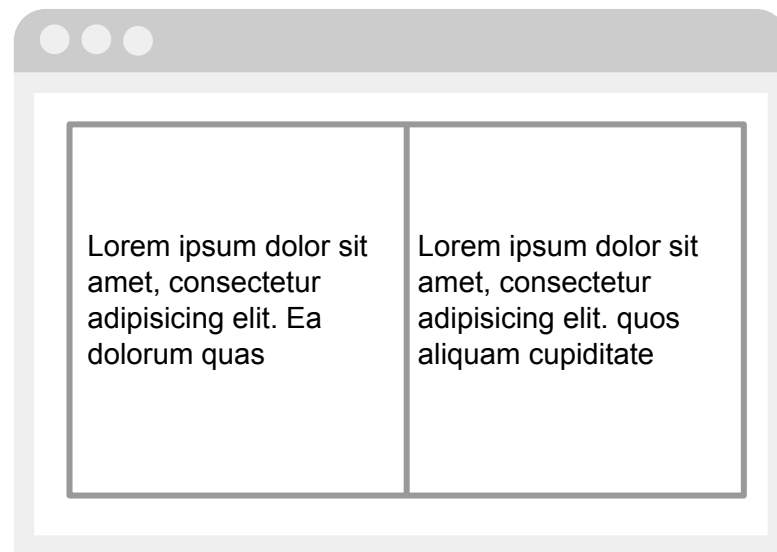 Lorem ipsum dolor sit
amet, consectetur
adipisicing elit. Ea
dolorum quas
Lorem ipsum dolor sit
amet, consectetur
adipisicing elit. quos
aliquam cupiditate